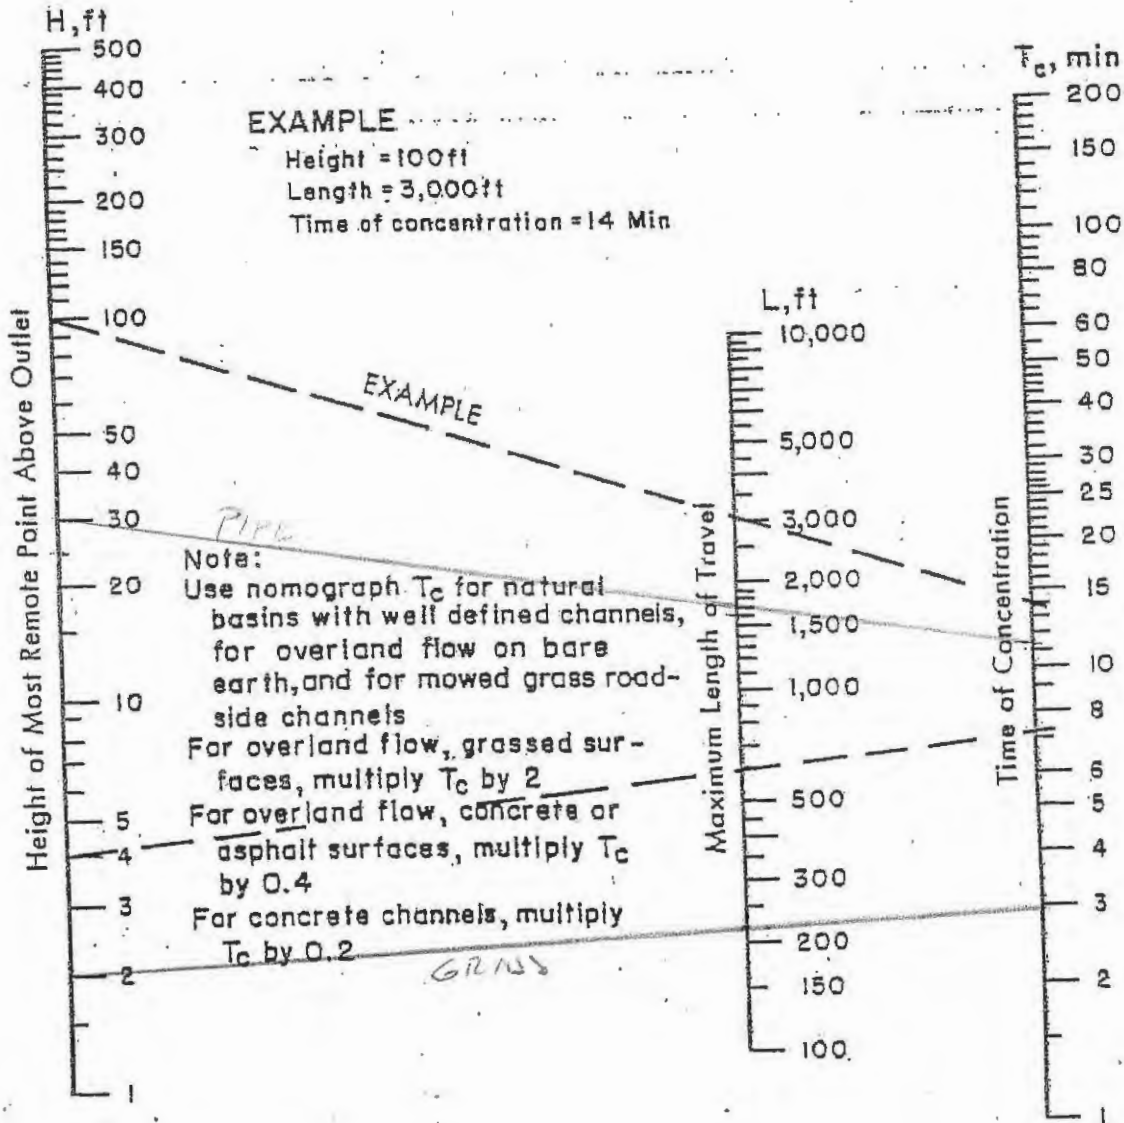 H,ft
500
400
300
200
150
100
50
40
30
20
10
5
4
3
2
1
Height of Most Remote Point Above Outlet
EXAMPLE
Height = 100ft
Length = 3,000ft
Time of concentration = 14 Min
EXAMPLE
PIPE
Note:
Use nomograph Tc for natural
basins with well defined channels,
for overland flow on bare
earth, and for mowed grass road-
side channels
For overland flow, grassed sur-
faces, multiply Tc by 2
For overland flow, concrete or
asphalt surfaces, multiply Tc
by 0.4
For concrete channels, multiply
Tc by 0.2
GRASS
L,ft
10,000
5,000
3,000
2,000
1,500
1,000
500
300
200
150
100
Maximum Length of Travel
Tc, min
200
150
100
80
60
50
40
30
25
20
15
10
8
6
5
4
3
2
1
Time of Concentration